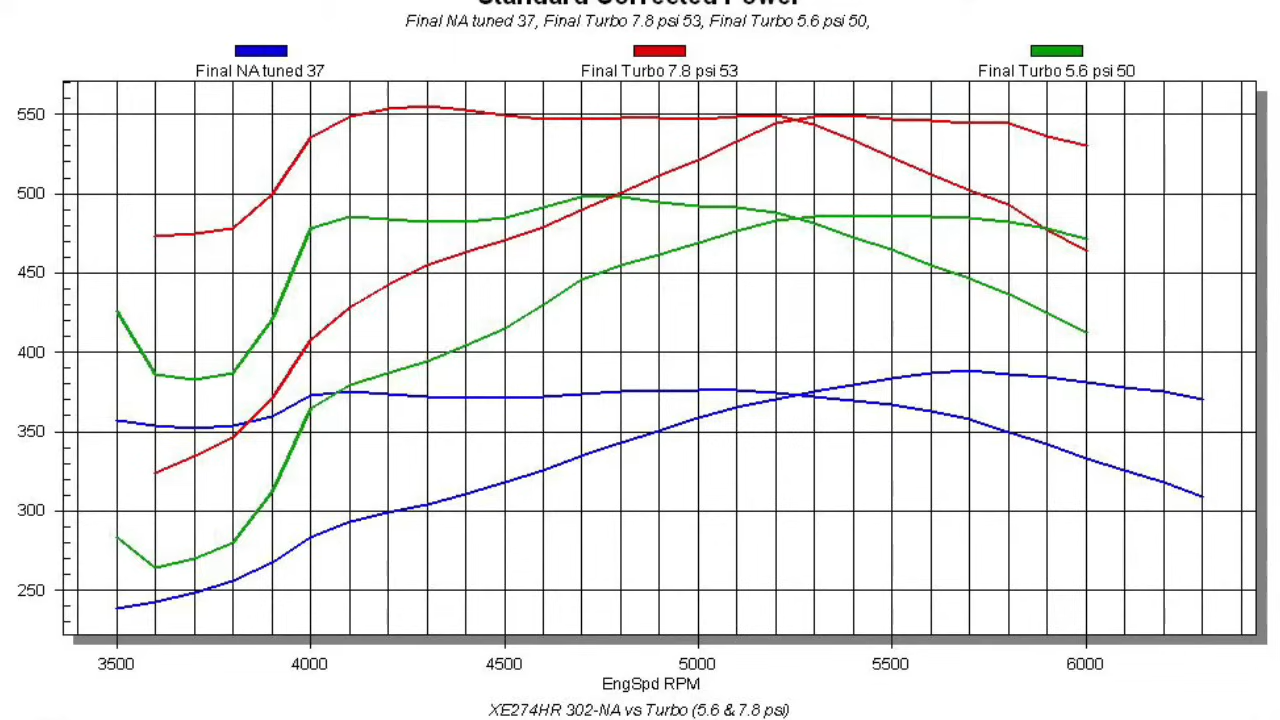 Standard Corrected Power
Final NA tuned 37, Final Turbo 7.8 psi 53, Final Turbo 5.6 psi 50,
Final NA tuned 37
Final Turbo 7.8 psi 53
Final Turbo 5.6 psi 50
550
500
450
400
350
300
250
3500 4000 4500 5000 5500 6000
EngSpd RPM
XE274HR 302-NA vs Turbo (5.6 & 7.8 psi)